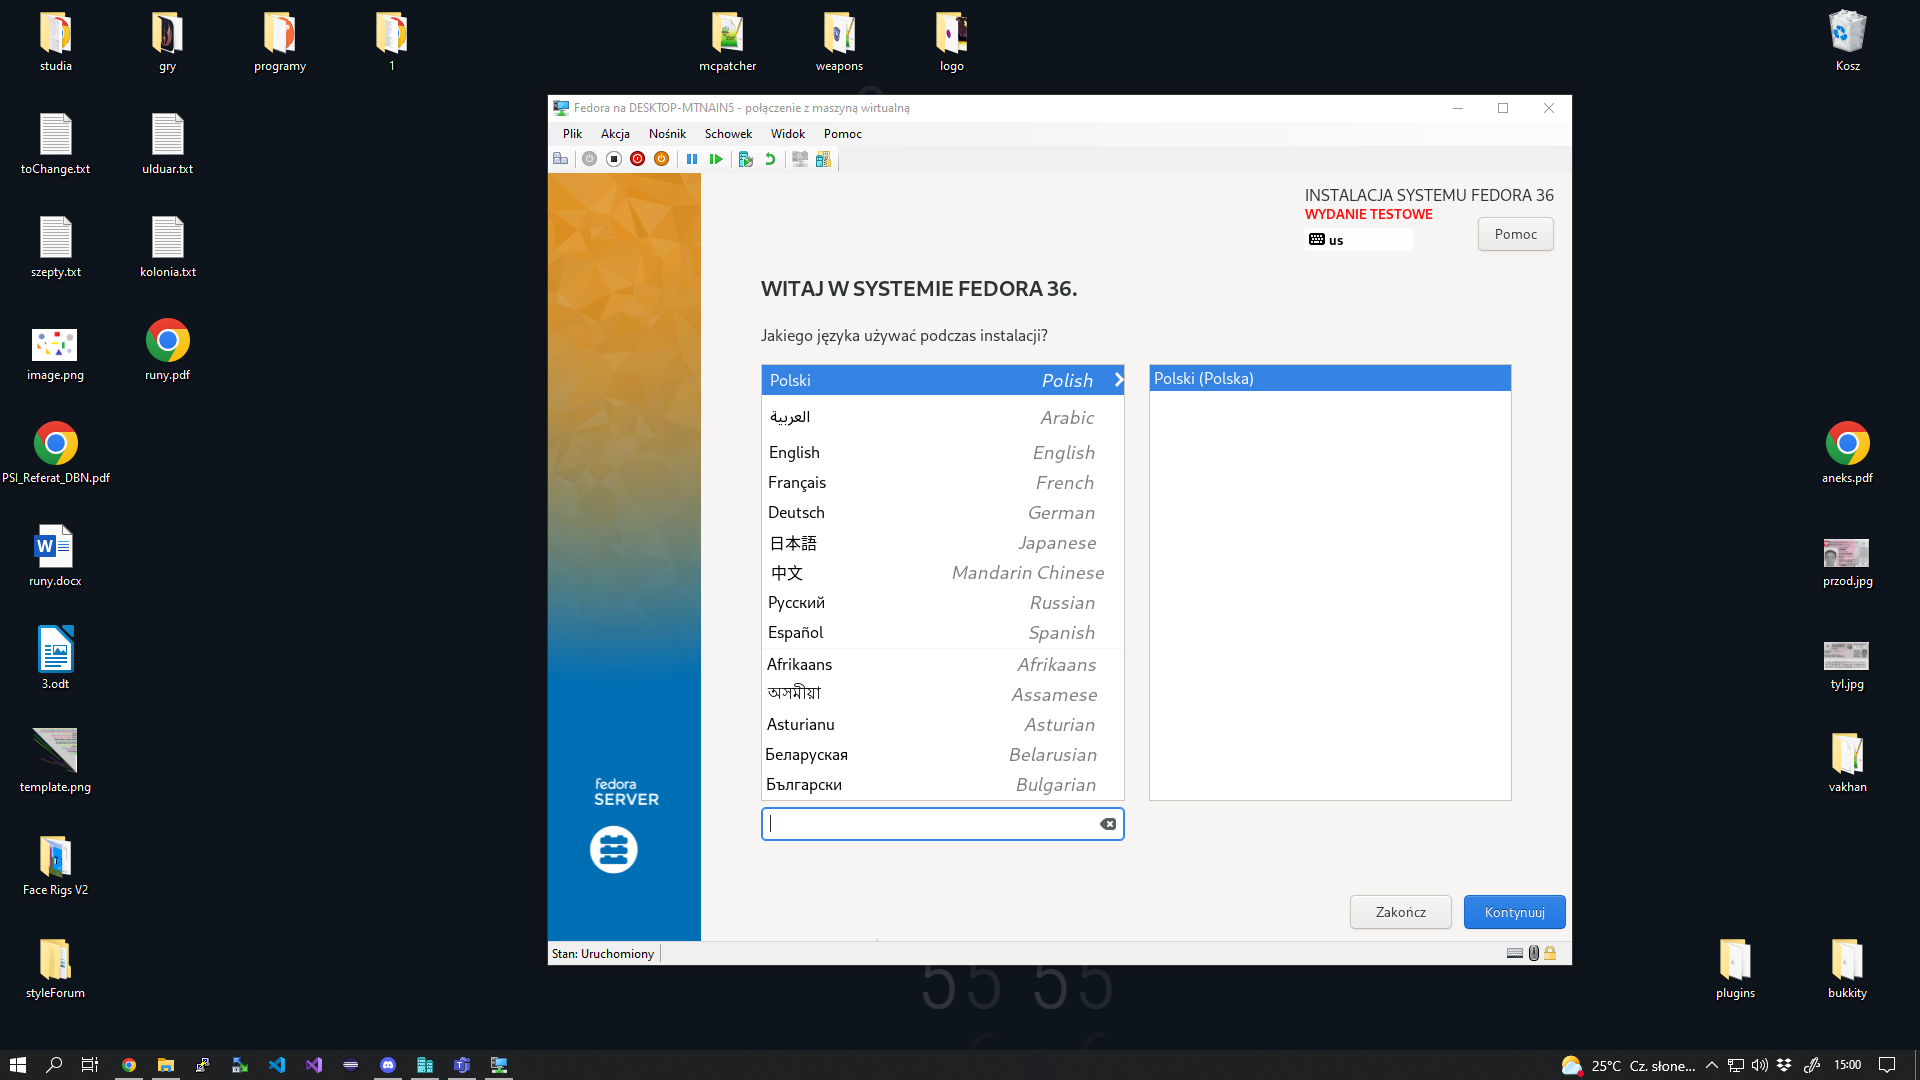 studia
gry
programy
1
mcpatcher
weapons
logo
Kosz
toChange.txt
ulduar.txt
szepty.txt
kolonia.txt
image.png
runy.pdf
PSI_Referat_DBN.pdf
aneks.pdf
runy.docx
przod.jpg
3.odt
tyl.jpg
template.png
vakhan
Face Rigs V2
styleForum
plugins
bukkity
Fedora na DESKTOP-MTNAIN5 - połączenie z maszyną wirtualną
Plik Akcja Nośnik Schowek Widok Pomoc
INSTALACJA SYSTEMU FEDORA 36
WYDANIE TESTOWE
us
Pomoc
WITAJ W SYSTEMIE FEDORA 36.
Jakiego języka używać podczas instalacji?
Polski Polish
Polski (Polska)
العربية Arabic
English English
Français French
Deutsch German
日本語 Japanese
中文 Mandarin Chinese
Русский Russian
Español Spanish
Afrikaans Afrikaans
অসমীয়া Assamese
Asturianu Asturian
Беларуская Belarusian
Български Bulgarian
fedora
SERVER
Zakończ
Kontynuuj
Stan: Uruchomiony
55 55
25°C Cz. słone...
15:00